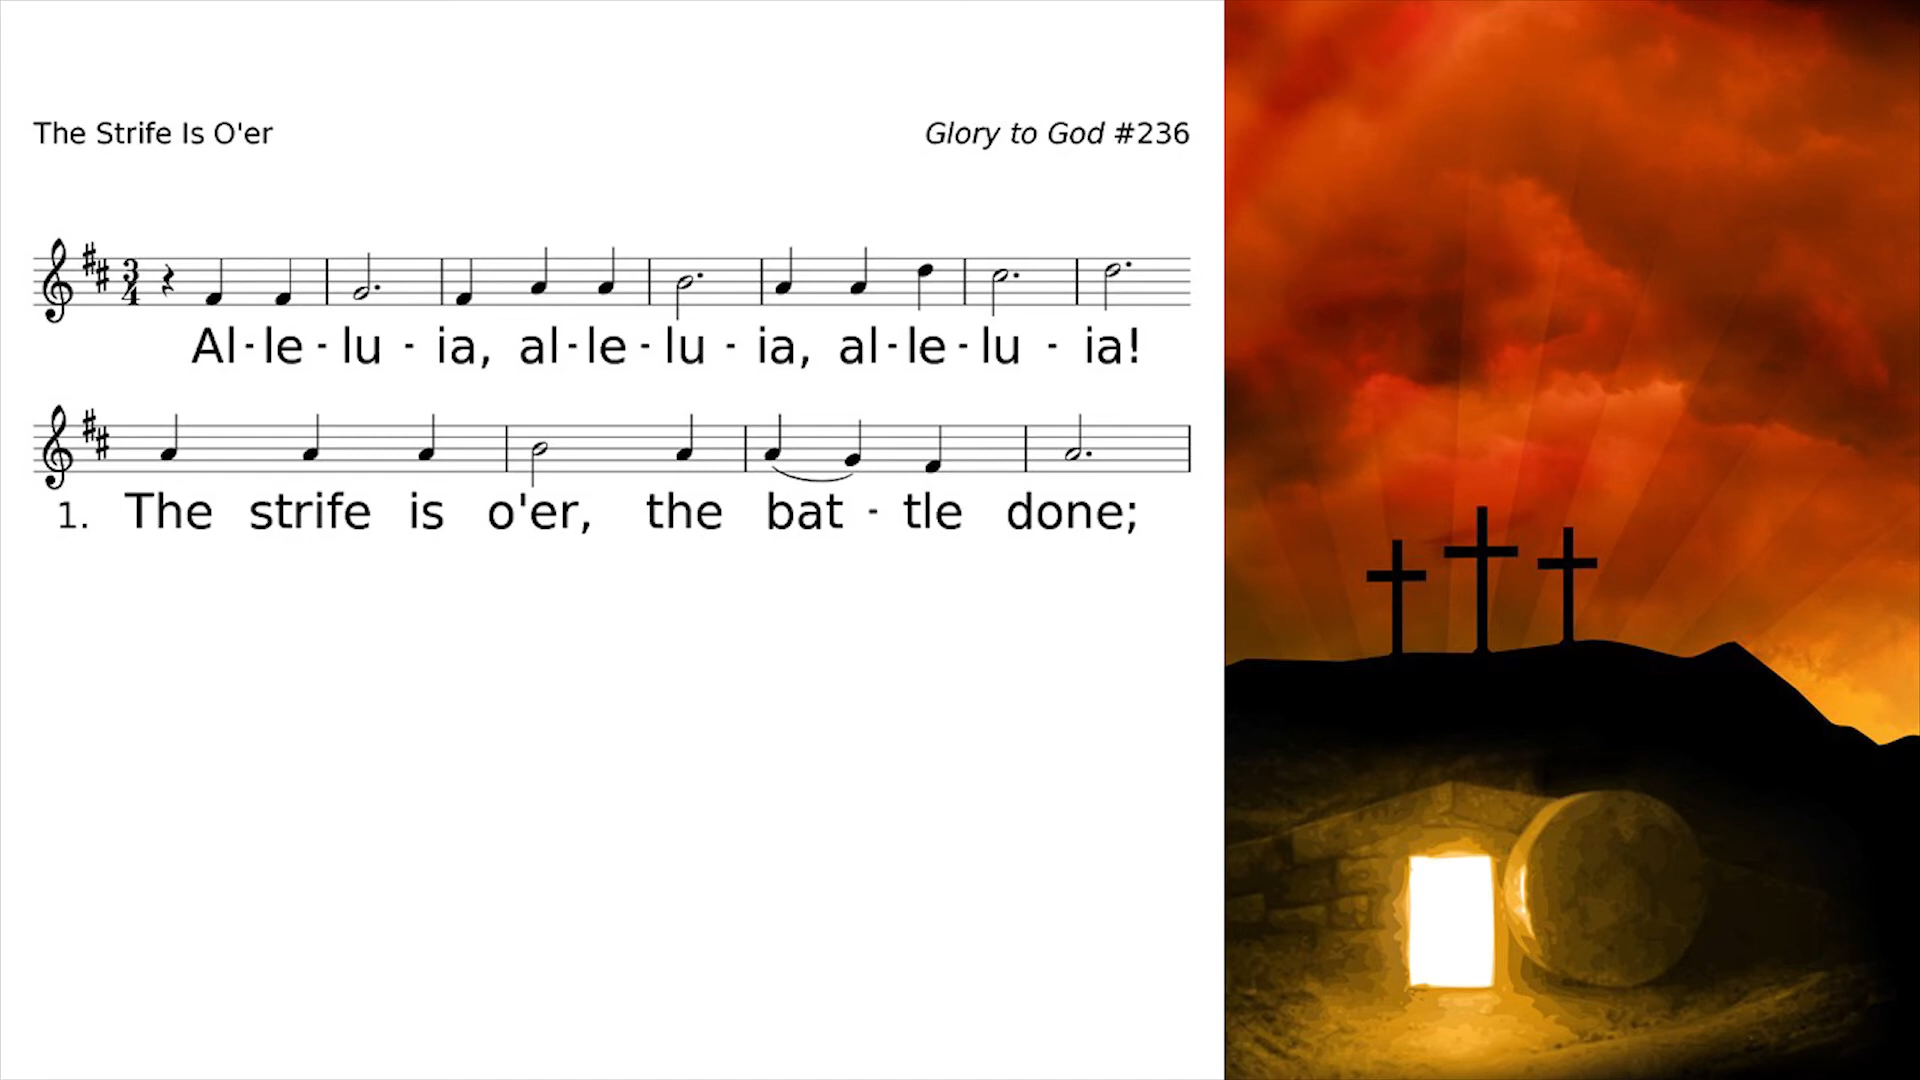 The Strife Is O'er
Glory to God #236
Al-le-lu-ia, al-le-lu-ia, al-le-lu-ia!
1. The strife is o'er, the bat-tle done;